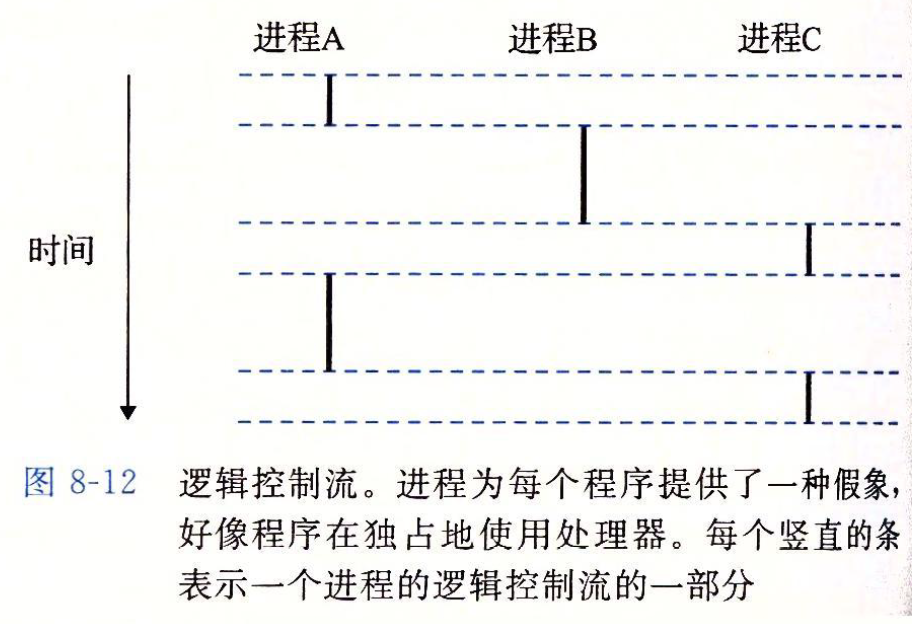 进程A 进程B 进程C
时间
图 8-12 逻辑控制流。进程为每个程序提供了一种假象，
好像程序在独占地使用处理器。每个竖直的条
表示一个进程的逻辑控制流的一部分